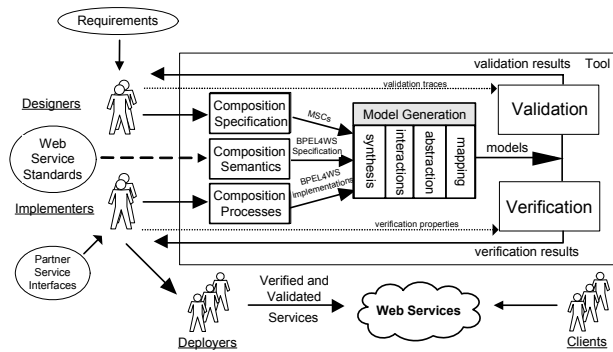 Requirements
validation results
Tool
validation traces
Designers
Composition
Specification
MSCs
Model Generation
Validation
Web
Service
Standards
Composition
Semantics
BPEL4WS
Specification
synthesis
interactions
abstraction
mapping
models
Implementers
Composition
Processes
BPEL4WS
Implementations
Verification
verification properties
verification results
Partner
Service
Interfaces
Verified and
Validated
Services
Web Services
Deployers
Clients